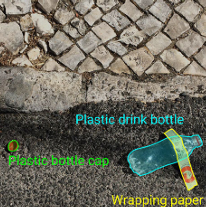 Plastic drink bottle
Plastic bottle cap
Wrapping paper